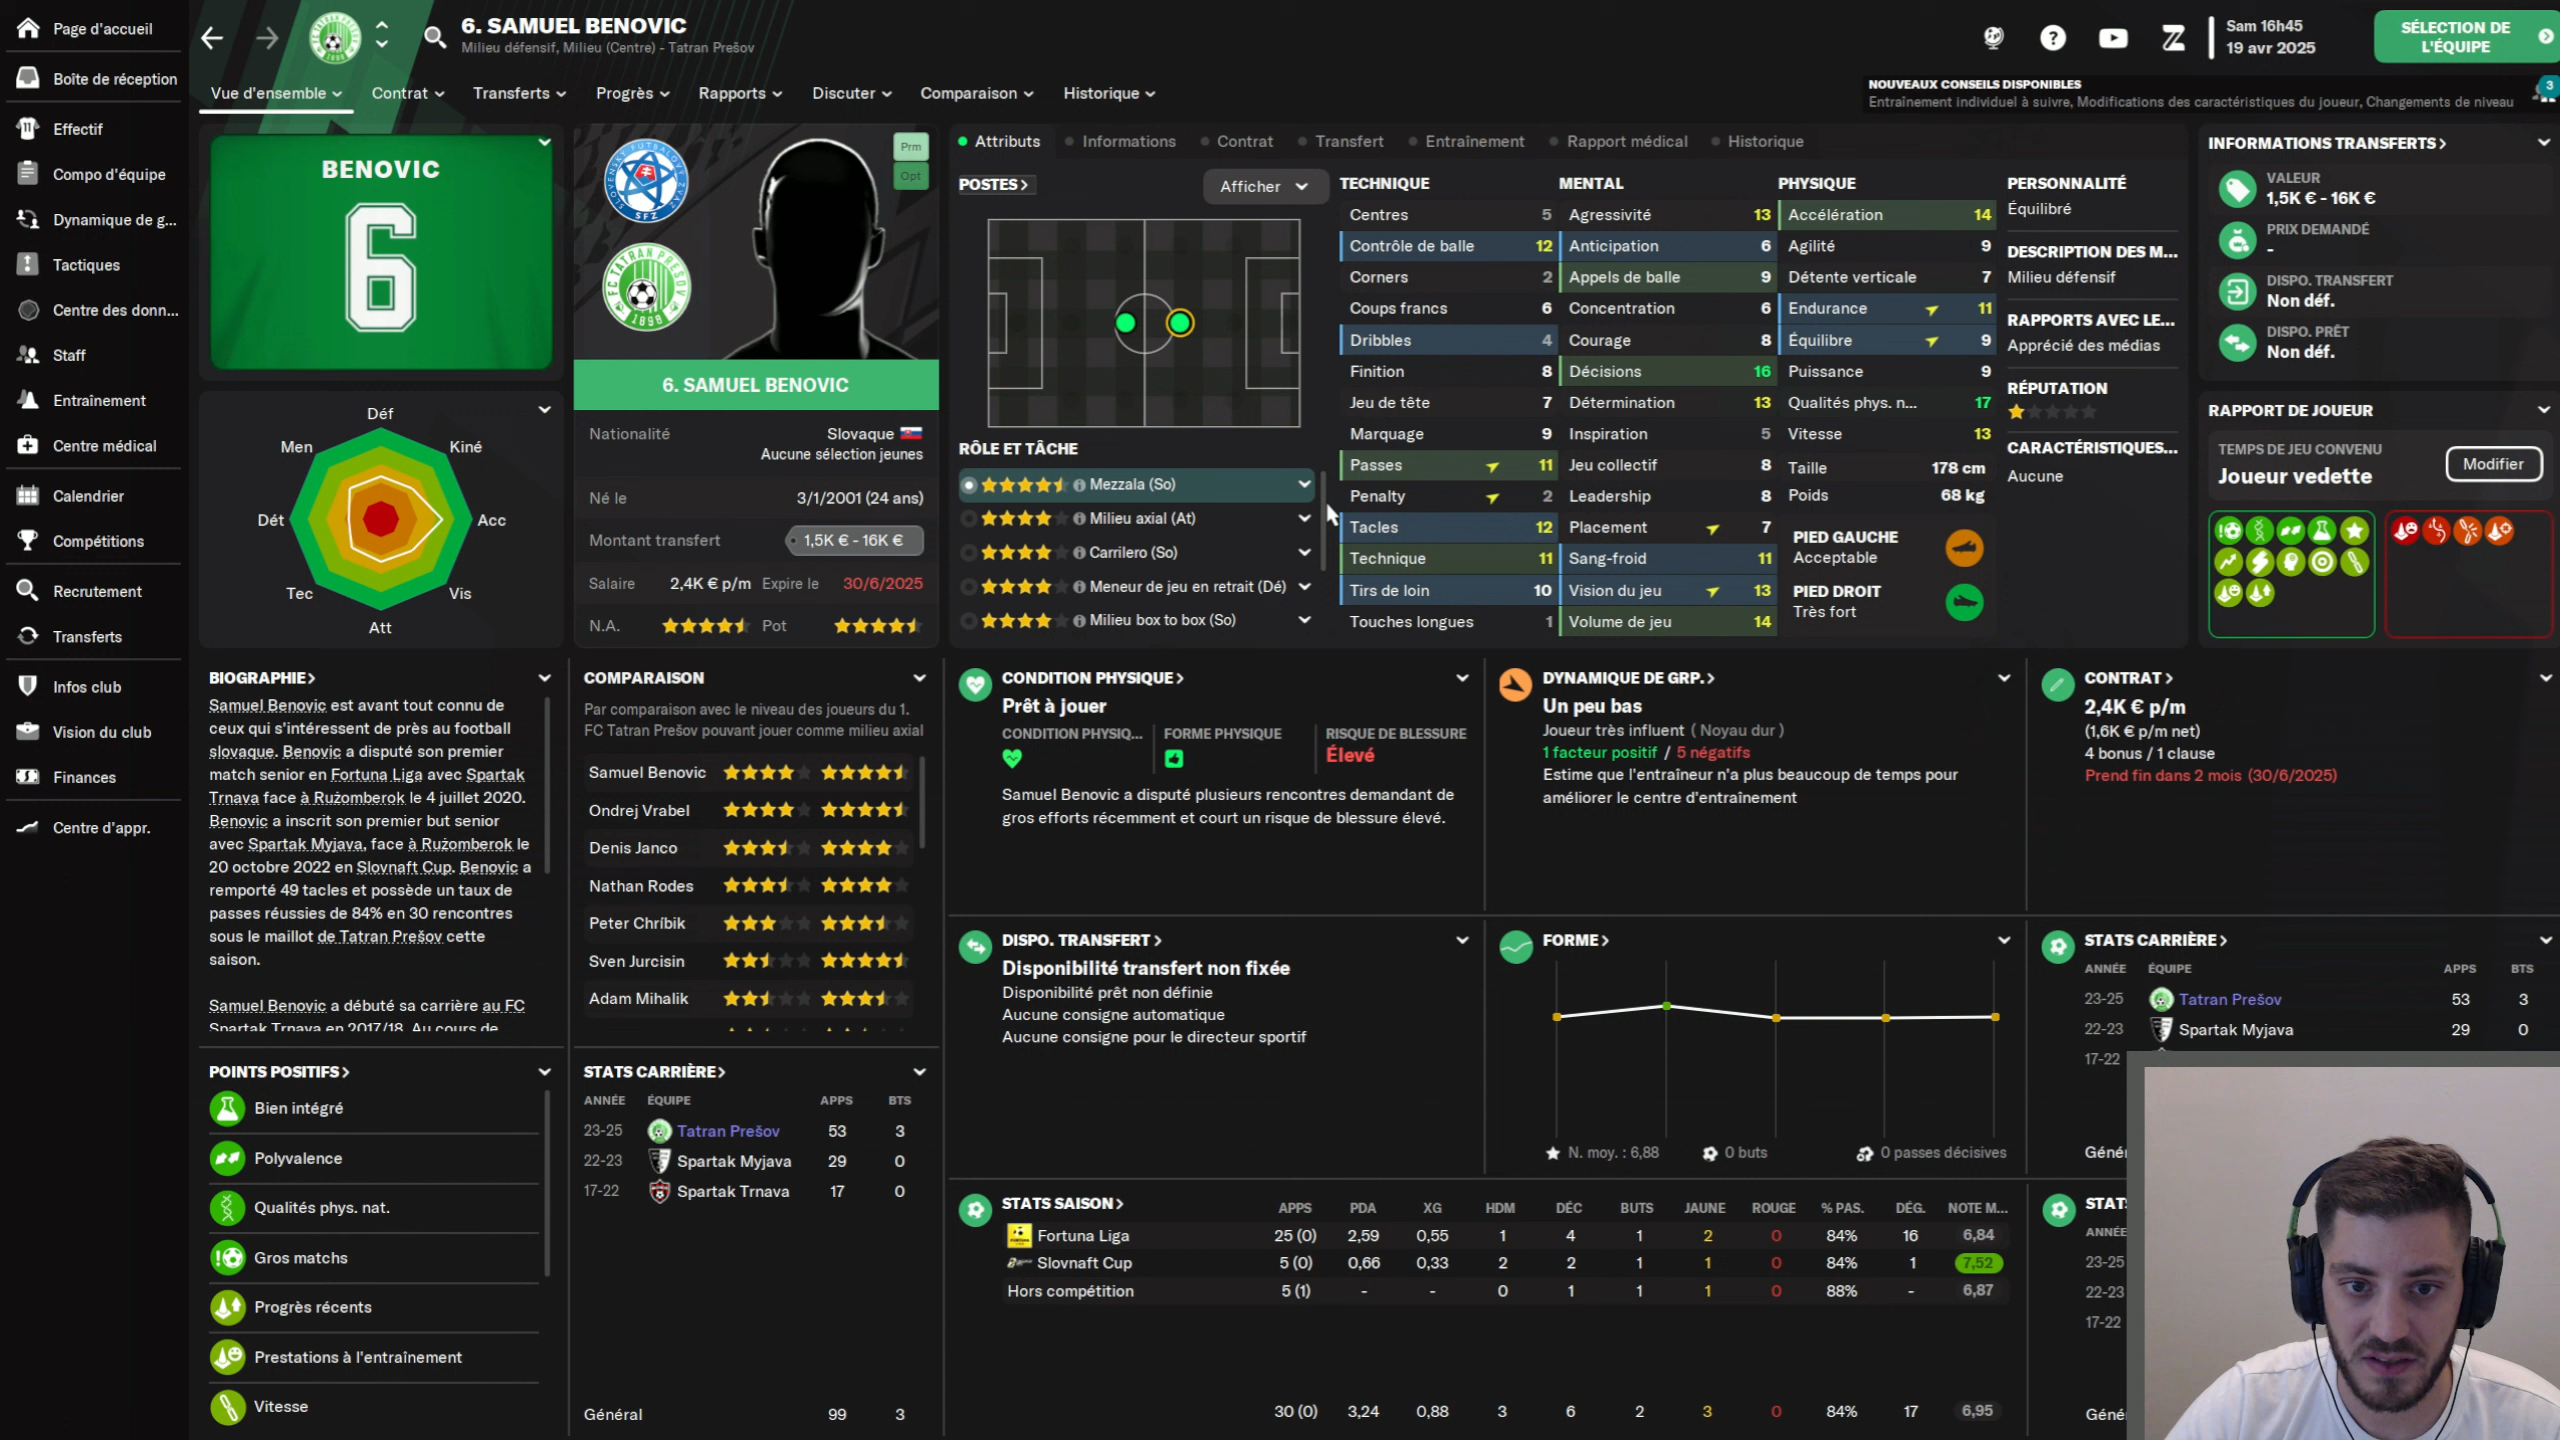 Page d'accueil
Boîte de réception
Effectif
Compo d'équipe
Dynamique de g...
Tactiques
Centre des donn...
Staff
Entraînement
Centre médical
Calendrier
Compétitions
Recrutement
Transferts
Infos club
Vision du club
Finances
Centre d'appr.
6. SAMUEL BENOVIC
Milieu défensif, Milieu (Centre) - Tatran Prešov
Sam 16h45
19 avr 2025
SÉLECTION DE L'ÉQUIPE
Vue d'ensemble
Contrat
Transferts
Progrès
Rapports
Discuter
Comparaison
Historique
NOUVEAUX CONSEILS DISPONIBLES
Entraînement individuel à suivre, Modifications des caractéristiques du joueur, Changements de niveau
3
BENOVIC
6
Déf
Kiné
Acc
Vis
Att
Tec
Dét
Men
SLOVENSKÝ FUTBALOVÝ ZVÄZ
SFZ
FC TATRAN PREŠOV
1898
Prm
Opt
6. SAMUEL BENOVIC
Nationalité Slovaque
Aucune sélection jeunes
Né le 3/1/2001 (24 ans)
Montant transfert 1,5K € - 16K €
Salaire 2,4K € p/m Expire le 30/6/2025
N.A. Pot
Attributs
Informations
Contrat
Transfert
Entraînement
Rapport médical
Historique
POSTES
Afficher
RÔLE ET TÂCHE
Mezzala (So)
Milieu axial (At)
Carrilero (So)
Meneur de jeu en retrait (Dé)
Milieu box to box (So)
TECHNIQUE
Centres 5
Contrôle de balle 12
Corners 2
Coups francs 6
Dribbles 4
Finition 8
Jeu de tête 7
Marquage 9
Passes 11
Penalty 2
Tacles 12
Technique 11
Tirs de loin 10
Touches longues 1
MENTAL
Agressivité 13
Anticipation 6
Appels de balle 9
Concentration 6
Courage 8
Décisions 16
Détermination 13
Inspiration 5
Jeu collectif 8
Leadership 8
Placement 7
Sang-froid 11
Vision du jeu 13
Volume de jeu 14
PHYSIQUE
Accélération 14
Agilité 9
Détente verticale 7
Endurance 11
Équilibre 9
Puissance 9
Qualités phys. n... 17
Vitesse 13
Taille 178 cm
Poids 68 kg
PIED GAUCHE
Acceptable
PIED DROIT
Très fort
PERSONNALITÉ
Équilibré
DESCRIPTION DES M...
Milieu défensif
RAPPORTS AVEC LE...
Apprécié des médias
RÉPUTATION
CARACTÉRISTIQUES...
Aucune
INFORMATIONS TRANSFERTS
VALEUR
1,5K € - 16K €
PRIX DEMANDÉ
-
DISPO. TRANSFERT
Non déf.
DISPO. PRÊT
Non déf.
RAPPORT DE JOUEUR
TEMPS DE JEU CONVENU
Joueur vedette
Modifier
BIOGRAPHIE
Samuel Benovic est avant tout connu de
ceux qui s'intéressent de près au football
slovaque. Benovic a disputé son premier
match senior en Fortuna Liga avec Spartak
Trnava face à Ružomberok le 4 juillet 2020.
Benovic a inscrit son premier but senior
avec Spartak Myjava, face à Ružomberok le
20 octobre 2022 en Slovnaft Cup. Benovic a
remporté 49 tacles et possède un taux de
passes réussies de 84% en 30 rencontres
sous le maillot de Tatran Prešov cette
saison.
Samuel Benovic a débuté sa carrière au FC
Spartak Trnava en 2017/18. Au cours de
POINTS POSITIFS
Bien intégré
Polyvalence
Qualités phys. nat.
Gros matchs
Progrès récents
Prestations à l'entraînement
Vitesse
COMPARAISON
Par comparaison avec le niveau des joueurs du 1.
FC Tatran Prešov pouvant jouer comme milieu axial
Samuel Benovic
Ondrej Vrabel
Denis Janco
Nathan Rodes
Peter Chríbik
Sven Jurcisin
Adam Mihalik
STATS CARRIÈRE
ANNÉE ÉQUIPE APPS BTS
23-25 Tatran Prešov 53 3
22-23 Spartak Myjava 29 0
17-22 Spartak Trnava 17 0
Général 99 3
CONDITION PHYSIQUE
Prêt à jouer
CONDITION PHYSIQ...
FORME PHYSIQUE
RISQUE DE BLESSURE
Élevé
Samuel Benovic a disputé plusieurs rencontres demandant de
gros efforts récemment et court un risque de blessure élevé.
DYNAMIQUE DE GRP.
Un peu bas
Joueur très influent ( Noyau dur )
1 facteur positif / 5 négatifs
Estime que l'entraîneur n'a plus beaucoup de temps pour
améliorer le centre d'entraînement
CONTRAT
2,4K € p/m
(1,6K € p/m net)
4 bonus / 1 clause
Prend fin dans 2 mois (30/6/2025)
DISPO. TRANSFERT
Disponibilité transfert non fixée
Disponibilité prêt non définie
Aucune consigne automatique
Aucune consigne pour le directeur sportif
FORME
N. moy. : 6,88
0 buts
0 passes décisives
STATS CARRIÈRE
ANNÉE ÉQUIPE APPS BTS
23-25 Tatran Prešov 53 3
22-23 Spartak Myjava 29 0
17-22
Génér
STATS SAISON APPS PDA XG HDM DÉC BUTS JAUNE ROUGE % PAS. DÉG. NOTE M...
Fortuna Liga 25 (0) 2,59 0,55 1 4 1 2 0 84% 16 6,84
Slovnaft Cup 5 (0) 0,66 0,33 2 2 1 1 0 84% 1 7,52
Hors compétition 5 (1) - - 0 1 1 1 0 88% - 6,87
30 (0) 3,24 0,88 3 6 2 3 0 84% 17 6,95
STAT
ANNÉE
23-25
22-23
17-22
Génér